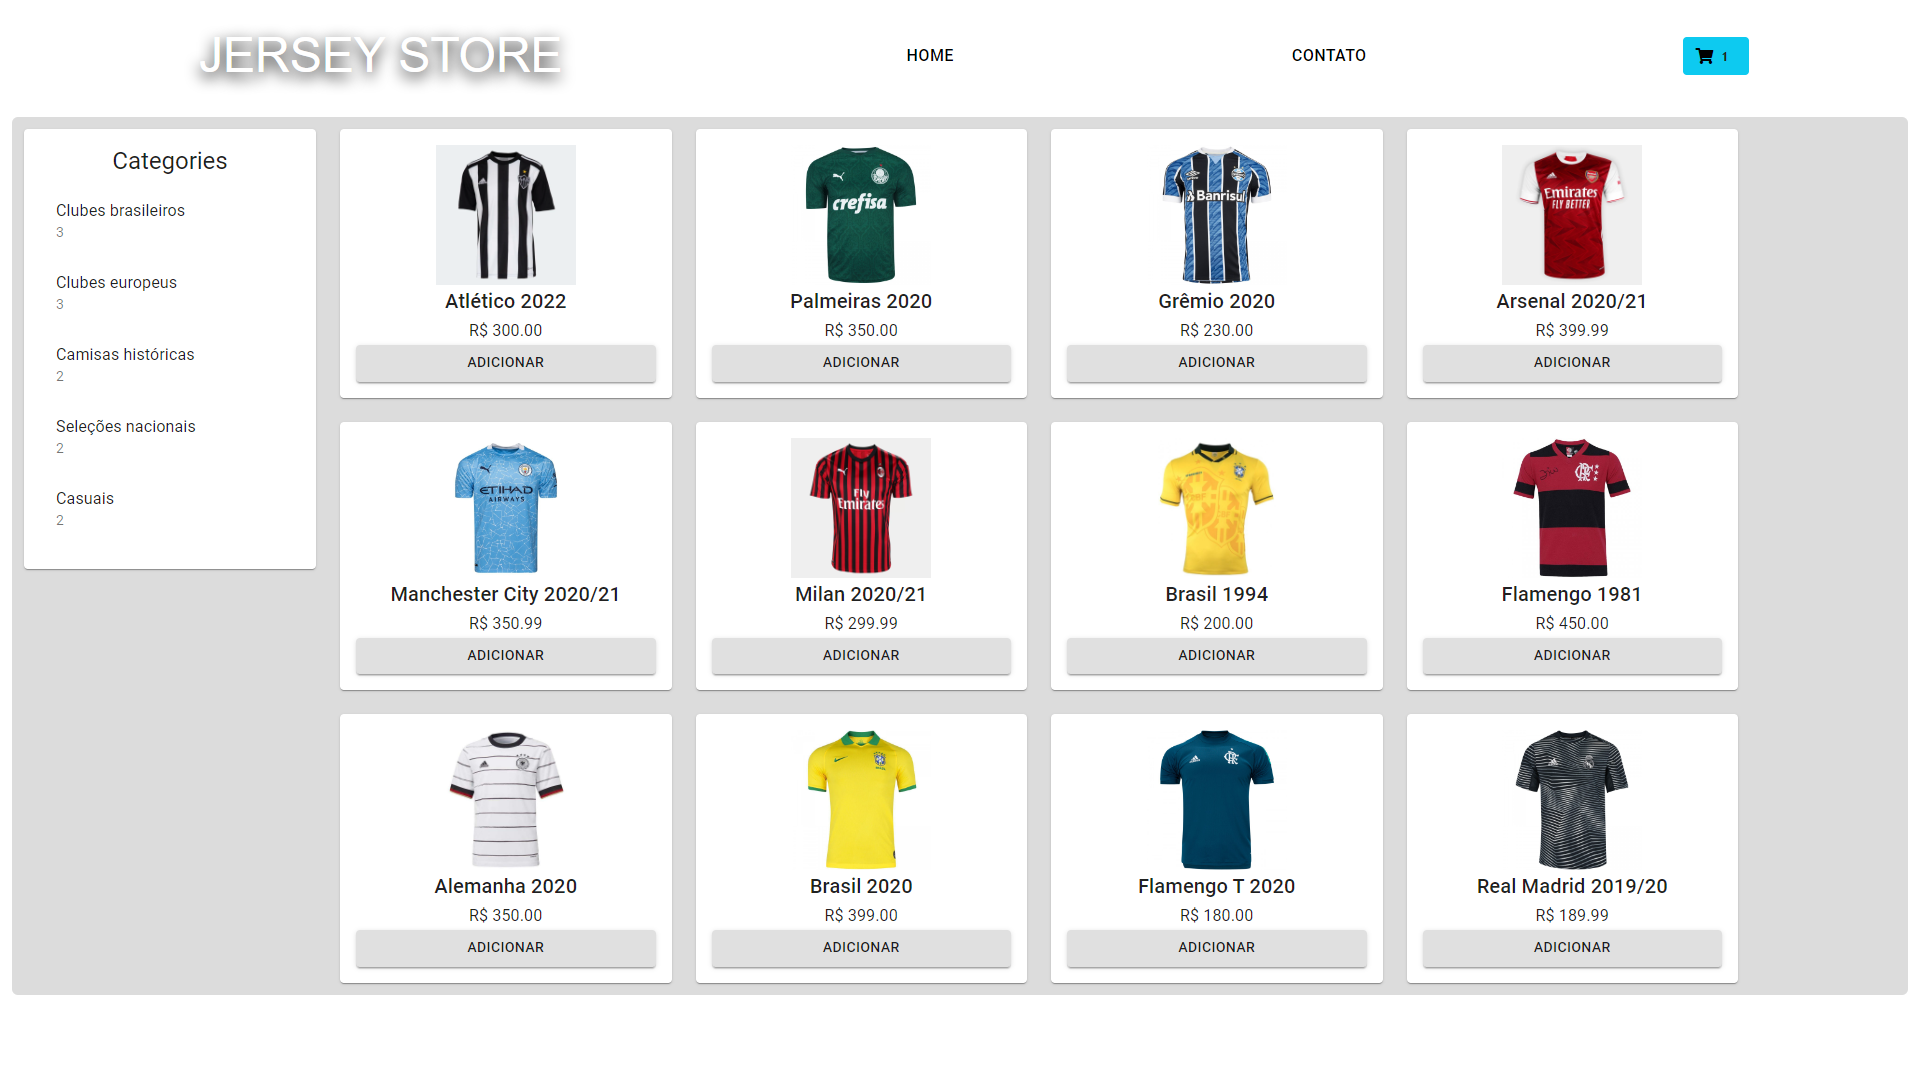 JERSEY STORE
HOME
CONTATO
1
Categories
Clubes brasileiros
3
Clubes europeus
3
Camisas históricas
2
Seleções nacionais
2
Casuais
2
Atlético 2022
R$ 300.00
ADICIONAR
crefisa
Palmeiras 2020
R$ 350.00
ADICIONAR
Banrisul
Grêmio 2020
R$ 230.00
ADICIONAR
Emirates
FLY BETTER
Arsenal 2020/21
R$ 399.99
ADICIONAR
ETIHAD
AIRWAYS
Manchester City 2020/21
R$ 350.99
ADICIONAR
Fly
Emirates
Milan 2020/21
R$ 299.99
ADICIONAR
Brasil 1994
R$ 200.00
ADICIONAR
Flamengo 1981
R$ 450.00
ADICIONAR
Alemanha 2020
R$ 350.00
ADICIONAR
Brasil 2020
R$ 399.00
ADICIONAR
Flamengo T 2020
R$ 180.00
ADICIONAR
Real Madrid 2019/20
R$ 189.99
ADICIONAR